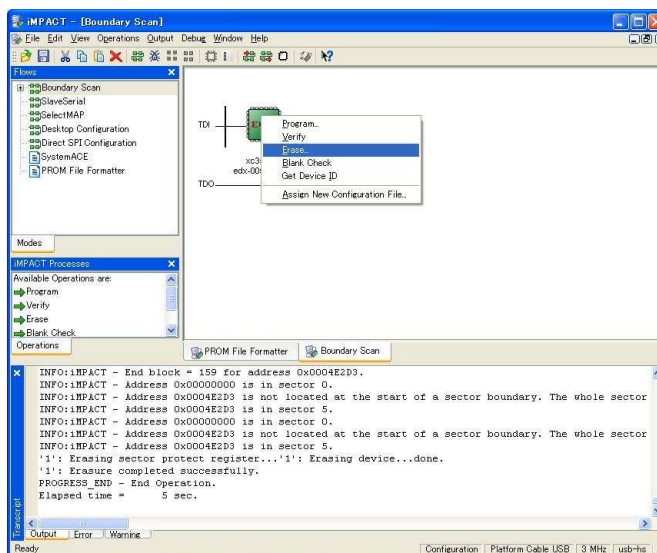 iMPACT - [Boundary Scan]
File Edit View Operations Output Debug Window Help
Flows
Boundary Scan
SlaveSerial
SelectMAP
Desktop Configuration
Direct SPI Configuration
SystemACE
PROM File Formatter
Modes
iMPACT Processes
Available Operations are:
Program
Verify
Erase
Blank Check
Operations
TDI
TDO
Program...
Verify
Erase...
Blank Check
Get Device ID
Assign New Configuration File...
PROM File Formatter
Boundary Scan
INFO:iMPACT - End block = 159 for address 0x0004E2D3.
INFO:iMPACT - Address 0x00000000 is in sector 0.
INFO:iMPACT - Address 0x0004E2D3 is not located at the start of a sector boundary. The whole sector
INFO:iMPACT - Address 0x0004E2D3 is in sector 5.
INFO:iMPACT - Address 0x00000000 is in sector 0.
INFO:iMPACT - Address 0x0004E2D3 is not located at the start of a sector boundary. The whole sector
INFO:iMPACT - Address 0x0004E2D3 is in sector 5.
'1': Erasing sector protect register...'1': Erasing device...done.
'1': Erasure completed successfully.
PROGRESS_END - End Operation.
Elapsed time = 5 sec.
Transcript
Output Error Warning
Ready
Configuration Platform Cable USB 3 MHz usb-hs